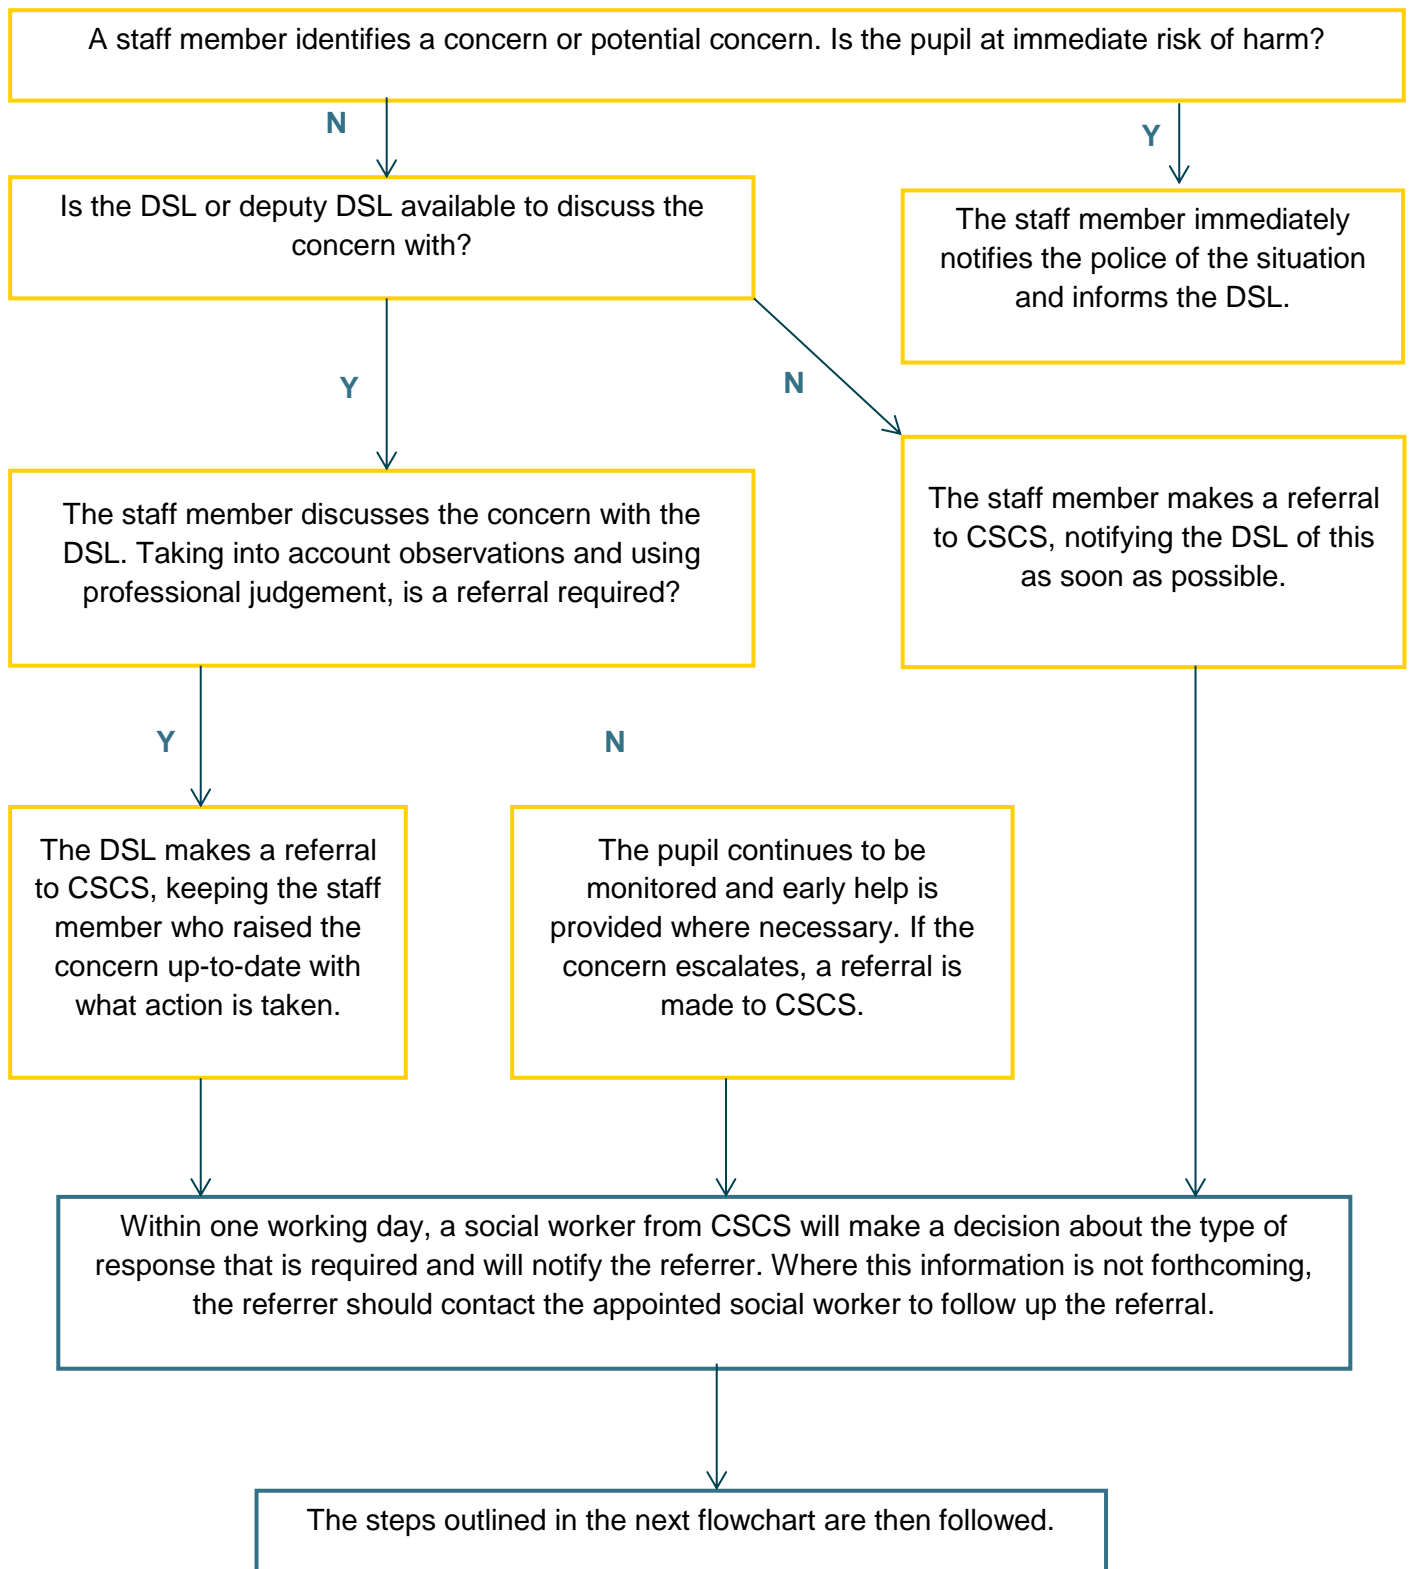 A staff member identifies a concern or potential concern. Is the pupil at immediate risk of harm?
N
Y
Is the DSL or deputy DSL available to discuss the
concern with?
The staff member immediately
notifies the police of the situation
and informs the DSL.
Y
N
The staff member discusses the concern with the
DSL. Taking into account observations and using
professional judgement, is a referral required?
The staff member makes a referral
to CSCS, notifying the DSL of this
as soon as possible.
Y
N
The DSL makes a referral
to CSCS, keeping the staff
member who raised the
concern up-to-date with
what action is taken.
The pupil continues to be
monitored and early help is
provided where necessary. If the
concern escalates, a referral is
made to CSCS.
Within one working day, a social worker from CSCS will make a decision about the type of
response that is required and will notify the referrer. Where this information is not forthcoming,
the referrer should contact the appointed social worker to follow up the referral.
The steps outlined in the next flowchart are then followed.